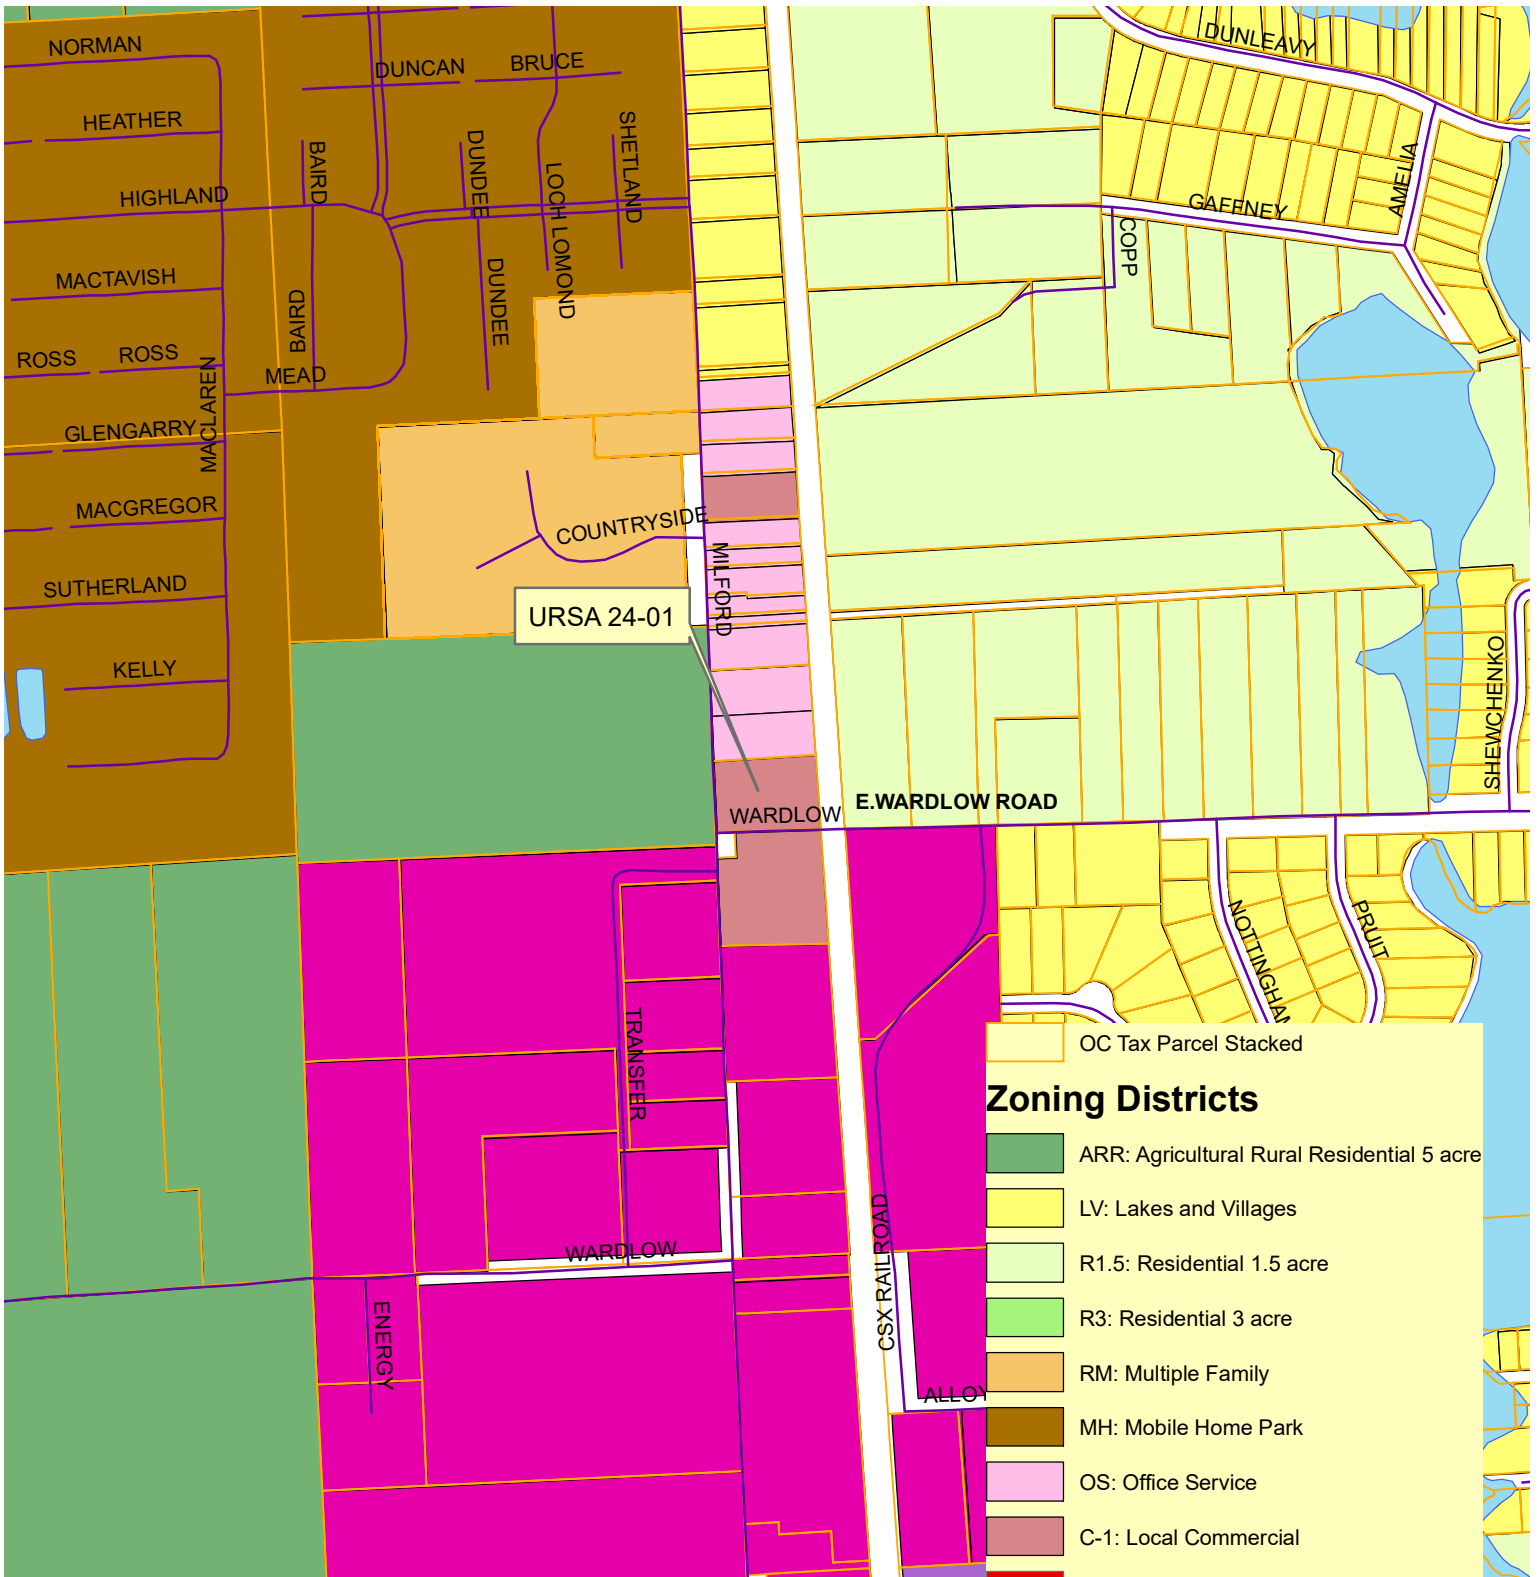 DUNLEAVY
NORMAN
DUNCAN
BRUCE
HEATHER
SHETLAND
BAIRD
DUNDEE
LOCH LOMOND
AMELIA
HIGHLAND
GAFFNEY
COPP
MACTAVISH
DUNDEE
BAIRD
ROSS
ROSS
MEAD
MACLAREN
GLENGARRY
MACGREGOR
COUNTRYSIDE
MILFORD
SUTHERLAND
URSA 24-01
KELLY
SHEWCHENKO
WARDLOW
E.WARDLOW ROAD
NOTTINGHAM
PRUIT
TRANSFER
OC Tax Parcel Stacked
Zoning Districts
ARR: Agricultural Rural Residential 5 acre
LV: Lakes and Villages
WARDLOW
CSX RAILROAD
R1.5: Residential 1.5 acre
ENERGY
R3: Residential 3 acre
RM: Multiple Family
ALLOY
MH: Mobile Home Park
OS: Office Service
C-1: Local Commercial